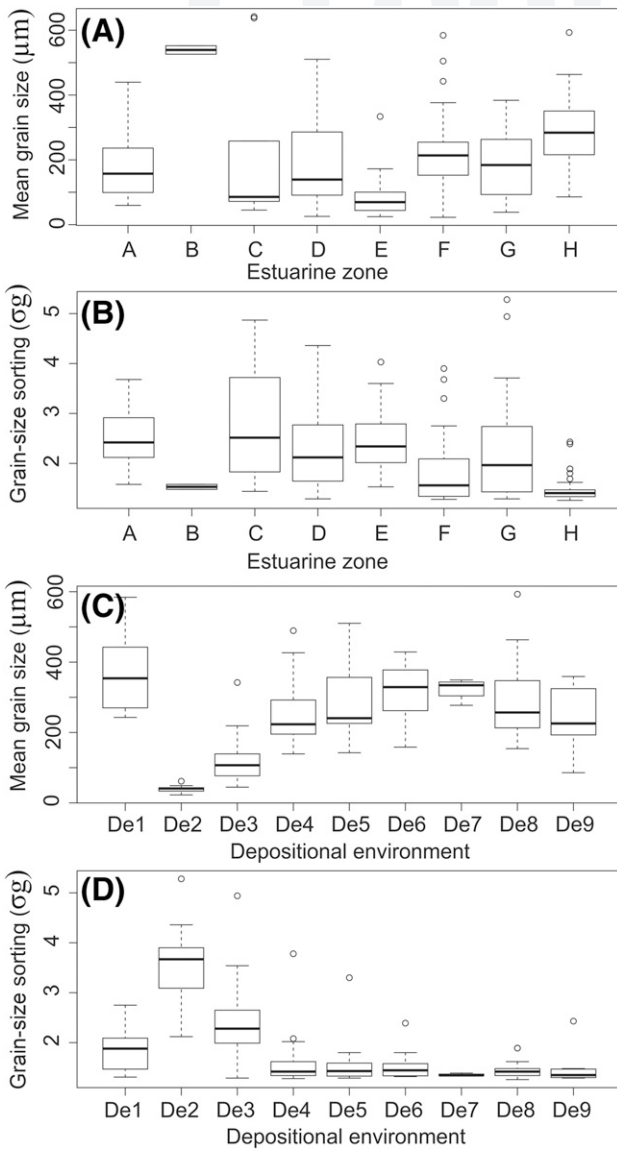 (A)
Mean grain size (μm)
0 200 400 600
A B C D E F G H
Estuarine zone
(B)
Grain-size sorting (σg)
2 3 4 5
A B C D E F G H
Estuarine zone
(C)
Mean grain size (μm)
0 200 400 600
De1 De2 De3 De4 De5 De6 De7 De8 De9
Depositional environment
(D)
Grain-size sorting (σg)
2 3 4 5
De1 De2 De3 De4 De5 De6 De7 De8 De9
Depositional environment